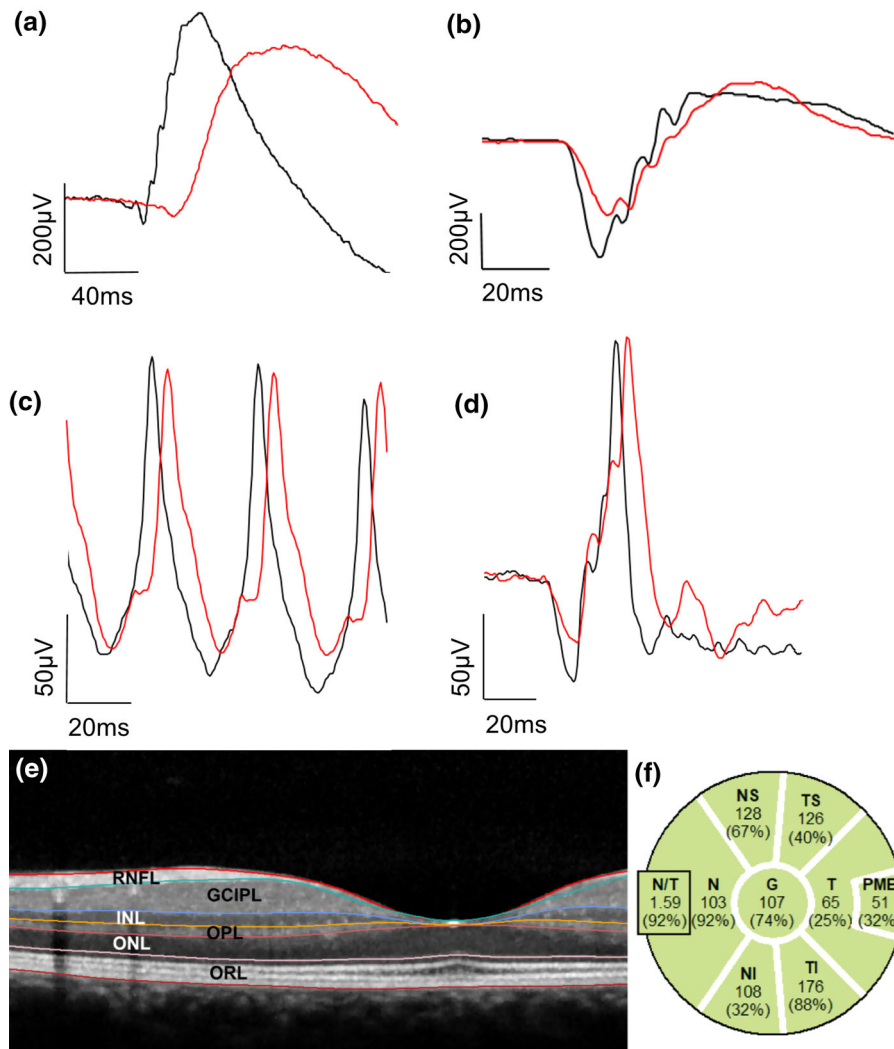 (a)
200µV
40ms
(b)
200µV
20ms
(c)
50µV
20ms
(d)
50µV
20ms
(e)
RNFL
GCIPL
INL
OPL
ONL
ORL
(f)
NS
128
(67%)
TS
126
(40%)
N/T
1.59
(92%)
N
103
(92%)
G
107
(74%)
T
65
(25%)
PME
51
(32%)
NI
108
(32%)
TI
176
(88%)